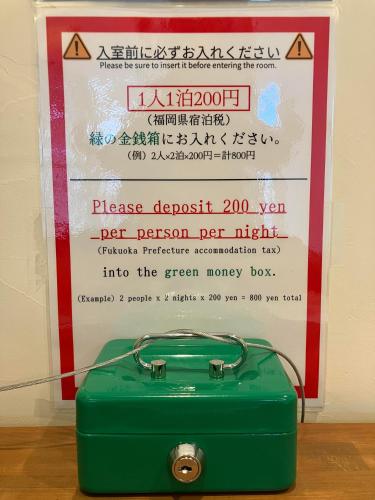 入室前に必ずお入れください
Please be sure to insert it before entering the room.
1人1泊200円
(福岡県宿泊税)
緑の金銭箱にお入れください。
(例) 2人×2泊×200円=計800円
Please deposit 200 yen
per person per night
(Fukuoka Prefecture accommodation tax)
into the green money box.
(Example) 2 people x 2 nights x 200 yen = 800 yen total